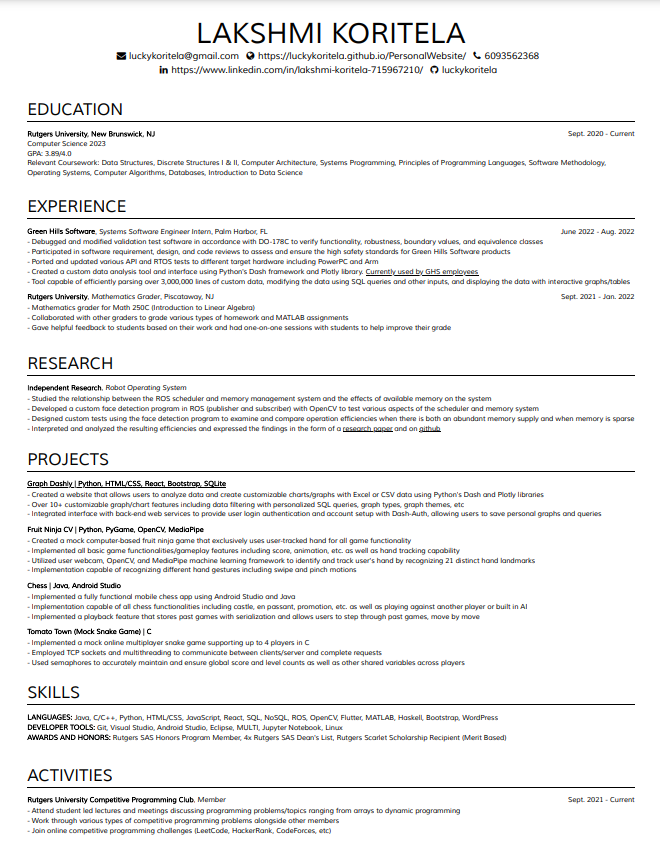 LAKSHMI KORITELA
luckykoritela@gmail.com https://luckykoritela.github.io/PersonalWebsite/ 6093562368
https://www.linkedin.com/in/lakshmi-koritela-715967210/ luckykoritela
EDUCATION
Rutgers University, New Brunswick, NJ Sept. 2020 - Current
Computer Science 2023
GPA: 3.89/4.0
Relevant Coursework: Data Structures, Discrete Structures I & II, Computer Architecture, Systems Programming, Principles of Programming Languages, Software Methodology,
Operating Systems, Computer Algorithms, Databases, Introduction to Data Science
EXPERIENCE
Green Hills Software, Systems Software Engineer Intern, Palm Harbor, FL June 2022 - Aug. 2022
- Debugged and modified validation test software in accordance with DO-178C to verify functionality, robustness, boundary values, and equivalence classes
- Participated in software requirement, design, and code reviews to assess and ensure the high safety standards for Green Hills Software products
- Ported and updated various API and RTOS tests to different target hardware including PowerPC and Arm
- Created a custom data analysis tool and interface using Python's Dash framework and Plotly library. Currently used by GHS employees
- Tool capable of efficiently parsing over 3,000,000 lines of custom data, modifying the data using SQL queries and other inputs, and displaying the data with interactive graphs/tables
Rutgers University, Mathematics Grader, Piscataway, NJ Sept. 2021 - Jan. 2022
- Mathematics grader for Math 250C (Introduction to Linear Algebra)
- Collaborated with other graders to grade various types of homework and MATLAB assignments
- Gave helpful feedback to students based on their work and had one-on-one sessions with students to help improve their grade
RESEARCH
Independent Research, Robot Operating System
- Studied the relationship between the ROS scheduler and memory management system and the effects of available memory on the system
- Developed a custom face detection program in ROS (publisher and subscriber) with OpenCV to test various aspects of the scheduler and memory system
- Designed custom tests using the face detection program to examine and compare operation efficiencies when there is both an abundant memory supply and when memory is sparse
- Interpreted and analyzed the resulting efficiencies and expressed the findings in the form of a research paper and on github
PROJECTS
Graph Dashly | Python, HTML/CSS, React, Bootstrap, SQLite
- Created a website that allows users to analyze data and create customizable charts/graphs with Excel or CSV data using Python's Dash and Plotly libraries
- Over 10+ customizable graph/chart features including data filtering with personalized SQL queries, graph types, graph themes, etc
- Integrated interface with back-end web services to provide user login authentication and account setup with Dash-Auth, allowing users to save personal graphs and queries
Fruit Ninja CV | Python, PyGame, OpenCV, MediaPipe
- Created a mock computer-based fruit ninja game that exclusively uses user-tracked hand for all game functionality
- Implemented all basic game functionalities/gameplay features including score, animation, etc. as well as hand tracking capability
- Utilized user webcam, OpenCV, and MediaPipe machine learning framework to identify and track user's hand by recognizing 21 distinct hand landmarks
- Implementation capable of recognizing different hand gestures including swipe and pinch motions
Chess | Java, Android Studio
- Implemented a fully functional mobile chess app using Android Studio and Java
- Implementation capable of all chess functionalities including castle, en passant, promotion, etc. as well as playing against another player or built in AI
- Implemented a playback feature that stores past games with serialization and allows users to step through past games, move by move
Tomato Town (Mock Snake Game) | C
- Implemented a mock online multiplayer snake game supporting up to 4 players in C
- Employed TCP sockets and multithreading to communicate between clients/server and complete requests
- Used semaphores to accurately maintain and ensure global score and level counts as well as other shared variables across players
SKILLS
LANGUAGES: Java, C/C++, Python, HTML/CSS, JavaScript, React, SQL, NoSQL, ROS, OpenCV, Flutter, MATLAB, Haskell, Bootstrap, WordPress
DEVELOPER TOOLS: Git, Visual Studio, Android Studio, Eclipse, MULTI, Jupyter Notebook, Linux
AWARDS AND HONORS: Rutgers SAS Honors Program Member, 4x Rutgers SAS Dean's List, Rutgers Scarlet Scholarship Recipient (Merit Based)
ACTIVITIES
Rutgers University Competitive Programming Club, Member Sept. 2021 - Current
- Attend student led lectures and meetings discussing programming problems/topics ranging from arrays to dynamic programming
- Work through various types of competitive programming problems alongside other members
- Join online competitive programming challenges (LeetCode, HackerRank, CodeForces, etc)